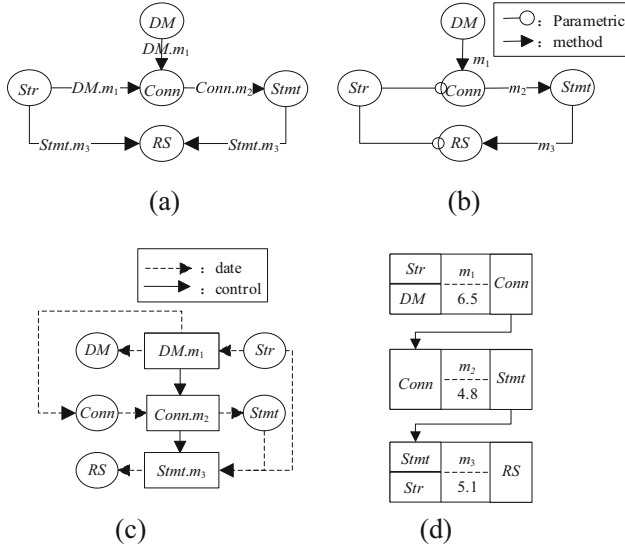 DM
DM.m1
Str
DM.m1
Conn
Conn.m2
Stmt
Stmt.m3
RS
Stmt.m3
(a)
DM
: Parametric
: method
m1
Str
Conn
m2
Stmt
RS
m3
(b)
: date
: control
DM
DM.m1
Str
Conn
Conn.m2
Stmt
RS
Stmt.m3
(c)
Str
DM
m1
6.5
Conn
Conn
m2
4.8
Stmt
Stmt
Str
m3
5.1
RS
(d)